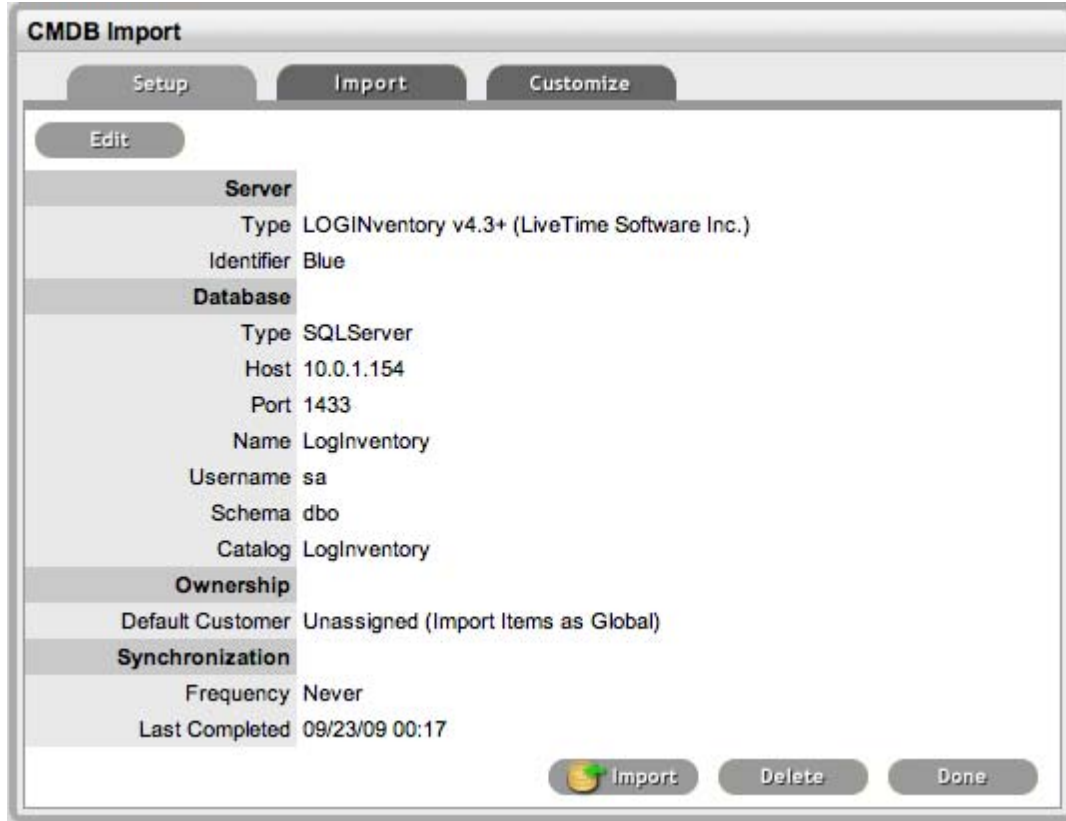 CMDB Import
Setup Import Customize
Edit
Server
Type LOGINventory v4.3+ (LiveTime Software Inc.)
Identifier Blue
Database
Type SQLServer
Host 10.0.1.154
Port 1433
Name LogInventory
Username sa
Schema dbo
Catalog LogInventory
Ownership
Default Customer Unassigned (Import Items as Global)
Synchronization
Frequency Never
Last Completed 09/23/09 00:17
Import Delete Done